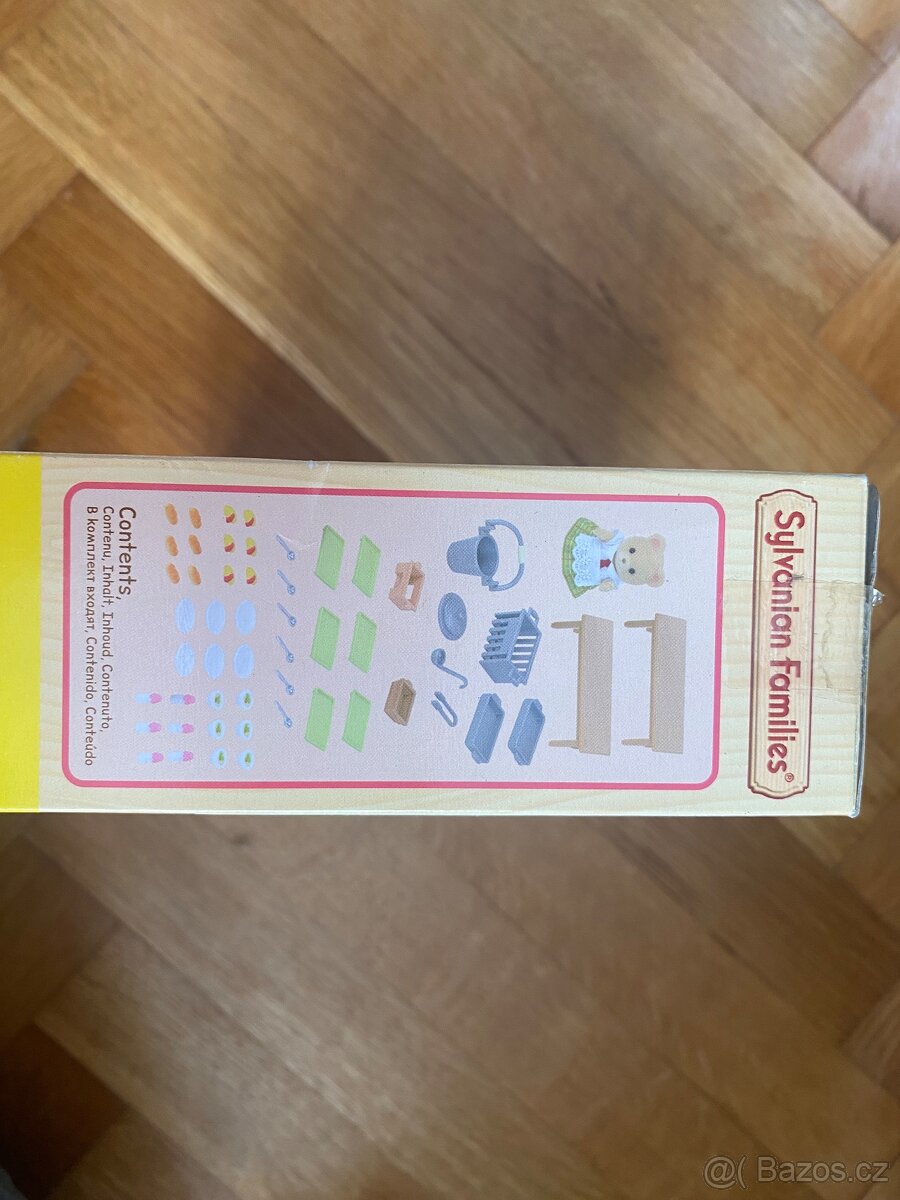 Sylvanian Families®
Contents,
Contenu, Inhalt, Inhoud, Contenuto,
В комплект входят, Contenido, Conteúdo
@( Bazos.cz